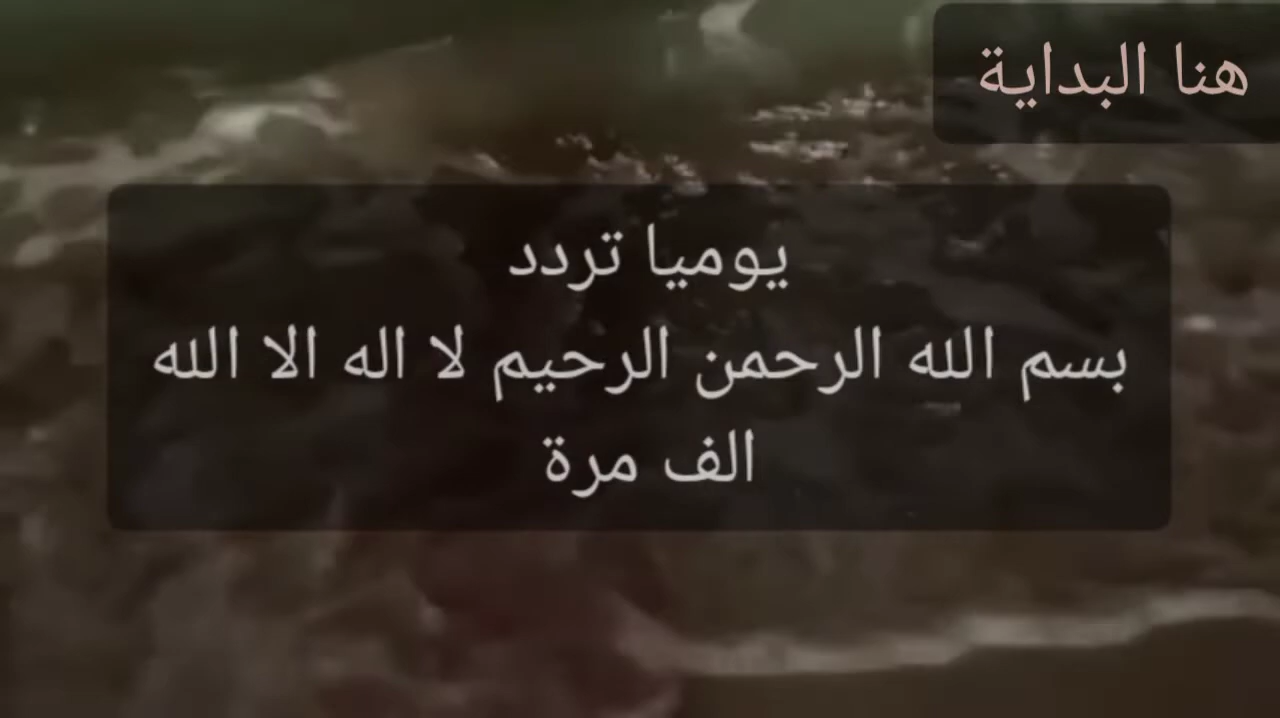 هنا البداية
يوميا تردد
بسم الله الرحمن الرحيم لا اله الا الله
الف مرة